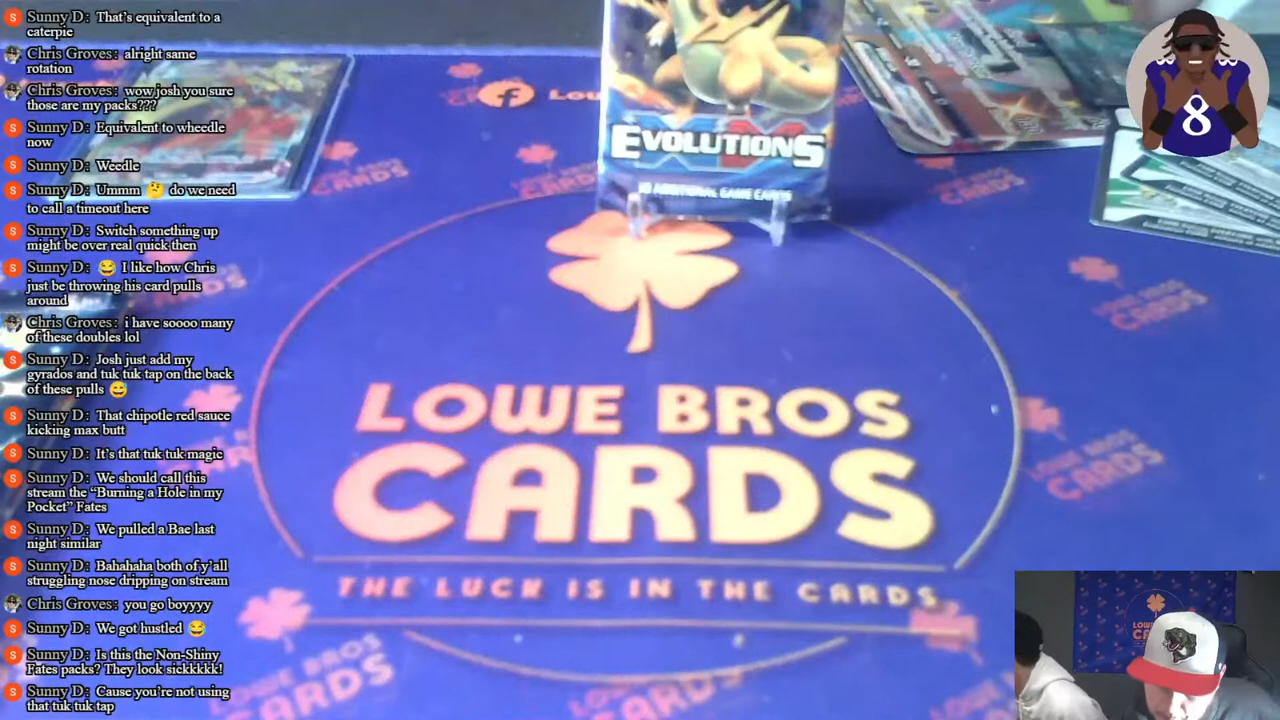 Sunny D: That's equivalent to a
caterpie
Chris Groves: alright same
rotation
Chris Groves: wow josh you sure
those are my packs???
Sunny D: Equivalent to wheedle
now
Sunny D: Weedle
Sunny D: Ummm 🤔 do we need
to call a timeout here
Sunny D: Switch something up
might be over real quick then
Sunny D: 😂 I like how Chris
just be throwing his card pulls
around
Chris Groves: i have soooo many
of these doubles lol
Sunny D: Josh just add my
gyrados and tuk tuk tap on the back
of these pulls 😄
Sunny D: That chipotle red sauce
kicking max butt
Sunny D: It's that tuk tuk magic
Sunny D: We should call this
stream the "Burning a Hole in my
Pocket" Fates
Sunny D: We pulled a Bae last
night similar
Sunny D: Bahahaha both of y'all
struggling nose dripping on stream
Chris Groves: you go boyyyy
Sunny D: We got hustled 😂
Sunny D: Is this the Non-Shiny
Fates packs? They look sickkkkk!
Sunny D: Cause you're not using
that tuk tuk tap
EVOLUTIONS
10 ADDITIONAL GAME CARDS
LOWE BROS
CARDS
THE LUCK IS IN THE CARDS
LOWE BROS
CARDS
8